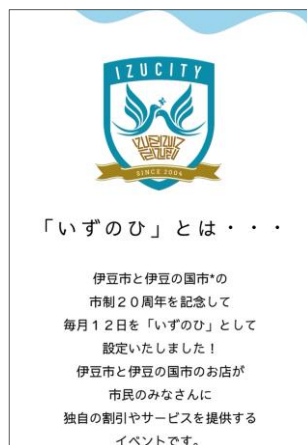 IZUCITY
SINCE 2004
「いずのひ」とは・・・
伊豆市と伊豆の国市*の
市制２０周年を記念して
毎月１２日を「いずのひ」として
設定いたしました！
伊豆市と伊豆の国市のお店が
市民のみなさんに
独自の割引やサービスを提供する
イベントです。